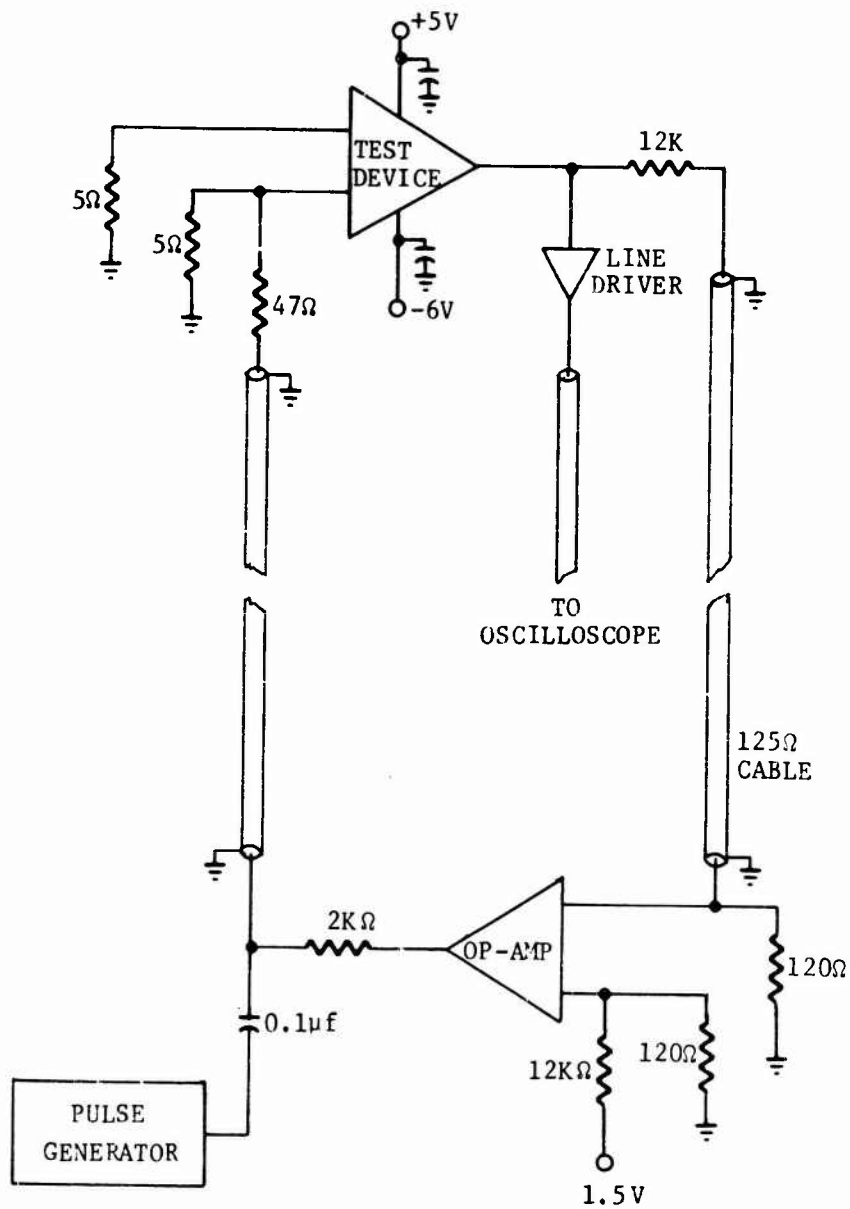 +5V
TEST
DEVICE
12K
5Ω
5Ω
47Ω
-6V
LINE
DRIVER
TO
OSCILLOSCOPE
125Ω
CABLE
2KΩ
OP-AMP
120Ω
0.1μf
12KΩ
120Ω
PULSE
GENERATOR
1.5V